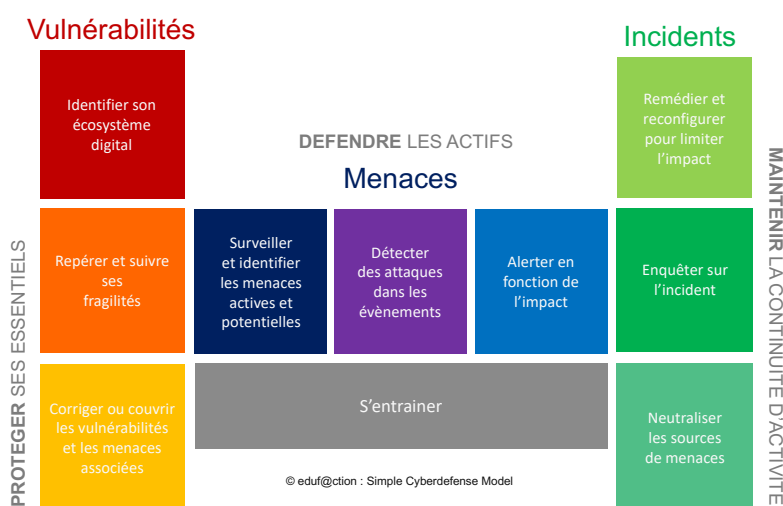 Vulnérabilités
Identifier son
écosystème
digital
Repérer et suivre
ses
fragilités
Corriger ou couvrir
les vulnérabilités
et les menaces
associées
PROTEGER SES ESSENTIELS
DEFENDRE LES ACTIFS
Menaces
Surveiller
et identifier
les menaces
actives et
potentielles
Détecter
des attaques
dans les
évènements
Alerter en
fonction de
l'impact
S'entrainer
© eduf@ction : Simple Cyberdefense Model
Incidents
Remédier et
reconfigurer
pour limiter
l'impact
Enquêter sur
l'incident
Neutraliser
les sources
de menaces
MAINTENIR LA CONTINUITE D'ACTIVITE